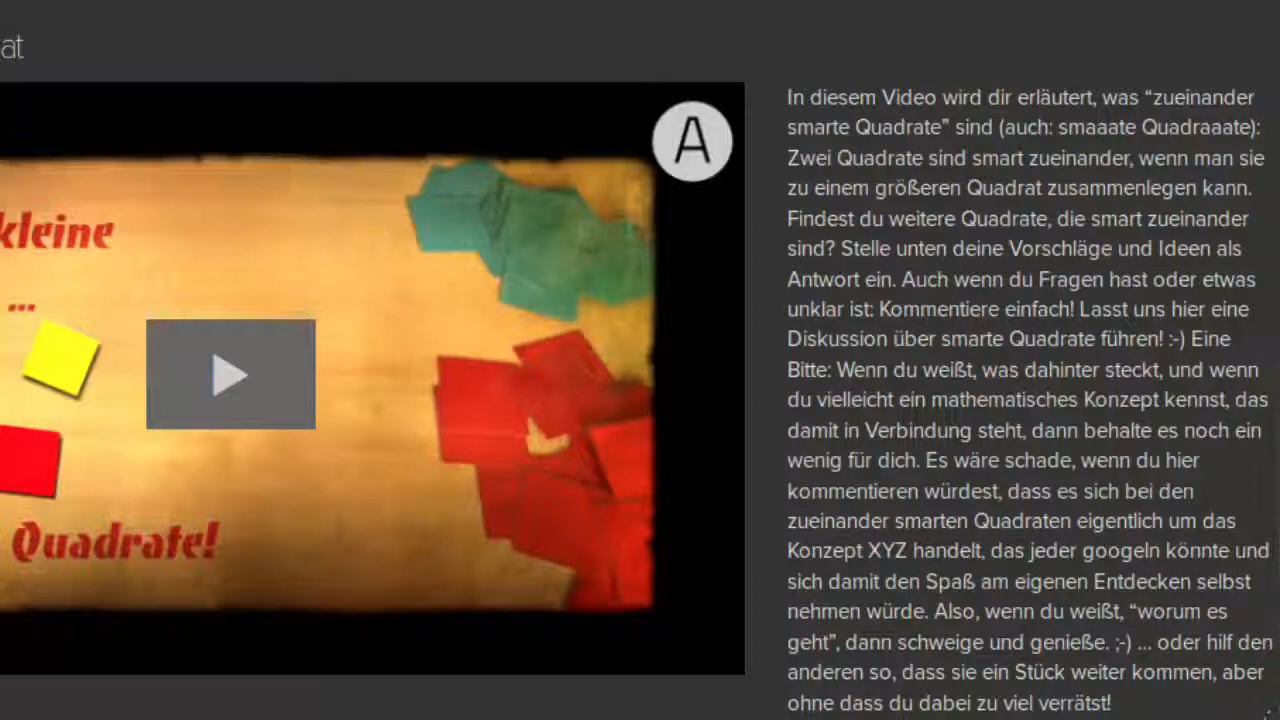 at
A
kleine
...
Quadrate!
In diesem Video wird dir erläutert, was “zueinander
smarte Quadrate” sind (auch: smaaate Quadraaate):
Zwei Quadrate sind smart zueinander, wenn man sie
zu einem größeren Quadrat zusammenlegen kann.
Findest du weitere Quadrate, die smart zueinander
sind? Stelle unten deine Vorschläge und Ideen als
Antwort ein. Auch wenn du Fragen hast oder etwas
unklar ist: Kommentiere einfach! Lasst uns hier eine
Diskussion über smarte Quadrate führen! :-) Eine
Bitte: Wenn du weißt, was dahinter steckt, und wenn
du vielleicht ein mathematisches Konzept kennst, das
damit in Verbindung steht, dann behalte es noch ein
wenig für dich. Es wäre schade, wenn du hier
kommentieren würdest, dass es sich bei den
zueinander smarten Quadraten eigentlich um das
Konzept XYZ handelt, das jeder googeln könnte und
sich damit den Spaß am eigenen Entdecken selbst
nehmen würde. Also, wenn du weißt, “worum es
geht”, dann schweige und genieße. ;-) ... oder hilf den
anderen so, dass sie ein Stück weiter kommen, aber
ohne dass du dabei zu viel verrätst!